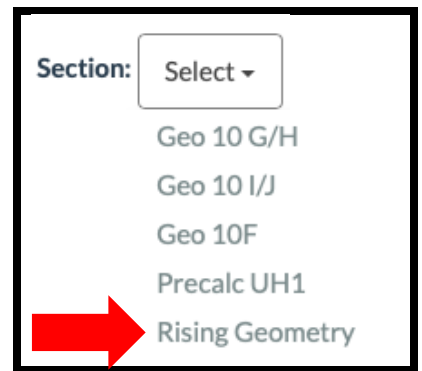 Section: Select
Geo 10 G/H
Geo 10 I/J
Geo 10F
Precalc UH1
Rising Geometry